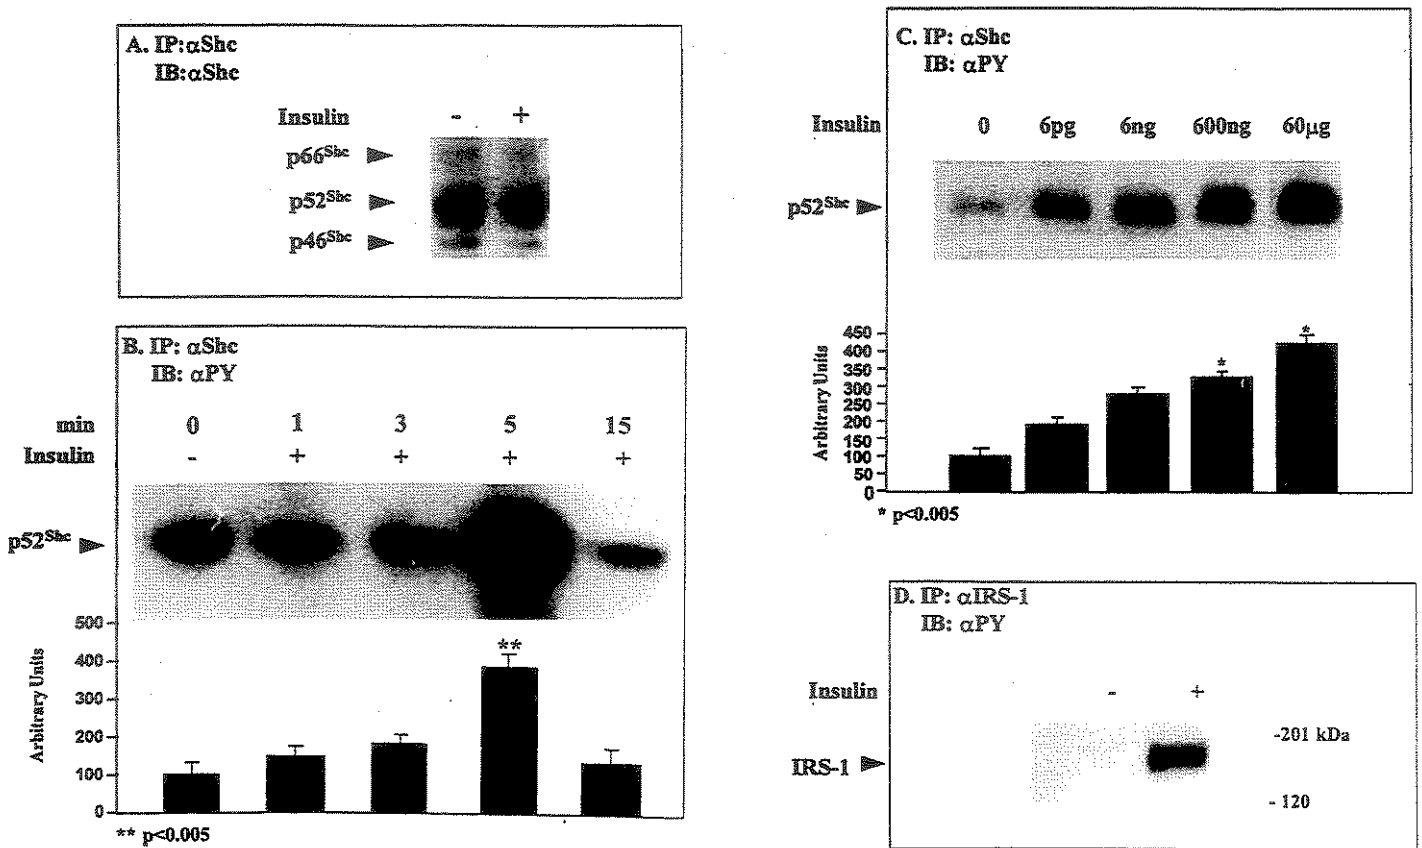 A. IP: αShc
IB: αShc
Insulin - +
p66Shc
p52Shc
p46Shc
B. IP: αShc
IB: αPY
min 0 1 3 5 15
Insulin - + + + +
p52Shc
500
400
300
200
100
0
Arbitrary Units
**
** p<0.005
C. IP: αShc
IB: αPY
Insulin 0 6pg 6ng 600ng 60μg
p52Shc
450
400
350
300
250
200
150
100
50
0
Arbitrary Units
*
*
* p<0.005
D. IP: αIRS-1
IB: αPY
Insulin - +
-201 kDa
IRS-1
- 120